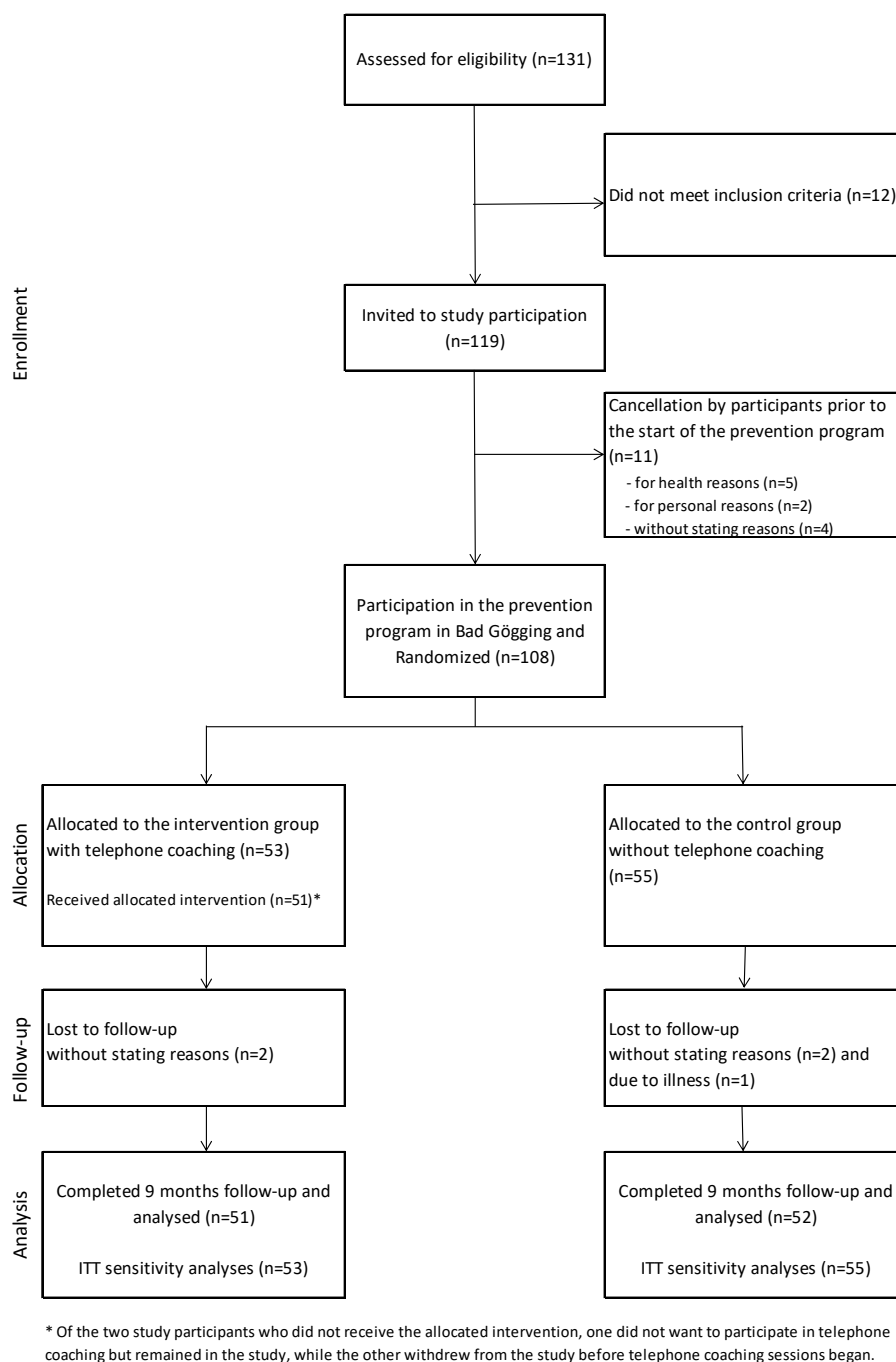 Assessed for eligibility (n=131)
Did not meet inclusion criteria (n=12)
Enrollment
Invited to study participation
(n=119)
Cancellation by participants prior to
the start of the prevention program
(n=11)
- for health reasons (n=5)
- for personal reasons (n=2)
- without stating reasons (n=4)
Participation in the prevention
program in Bad Gögging and
Randomized (n=108)
Allocation
Allocated to the intervention group
with telephone coaching (n=53)
Received allocated intervention (n=51)*
Allocated to the control group
without telephone coaching
(n=55)
Follow-up
Lost to follow-up
without stating reasons (n=2)
Lost to follow-up
without stating reasons (n=2) and
due to illness (n=1)
Analysis
Completed 9 months follow-up and
analysed (n=51)
ITT sensitivity analyses (n=53)
Completed 9 months follow-up and
analysed (n=52)
ITT sensitivity analyses (n=55)
* Of the two study participants who did not receive the allocated intervention, one did not want to participate in telephone
coaching but remained in the study, while the other withdrew from the study before telephone coaching sessions began.